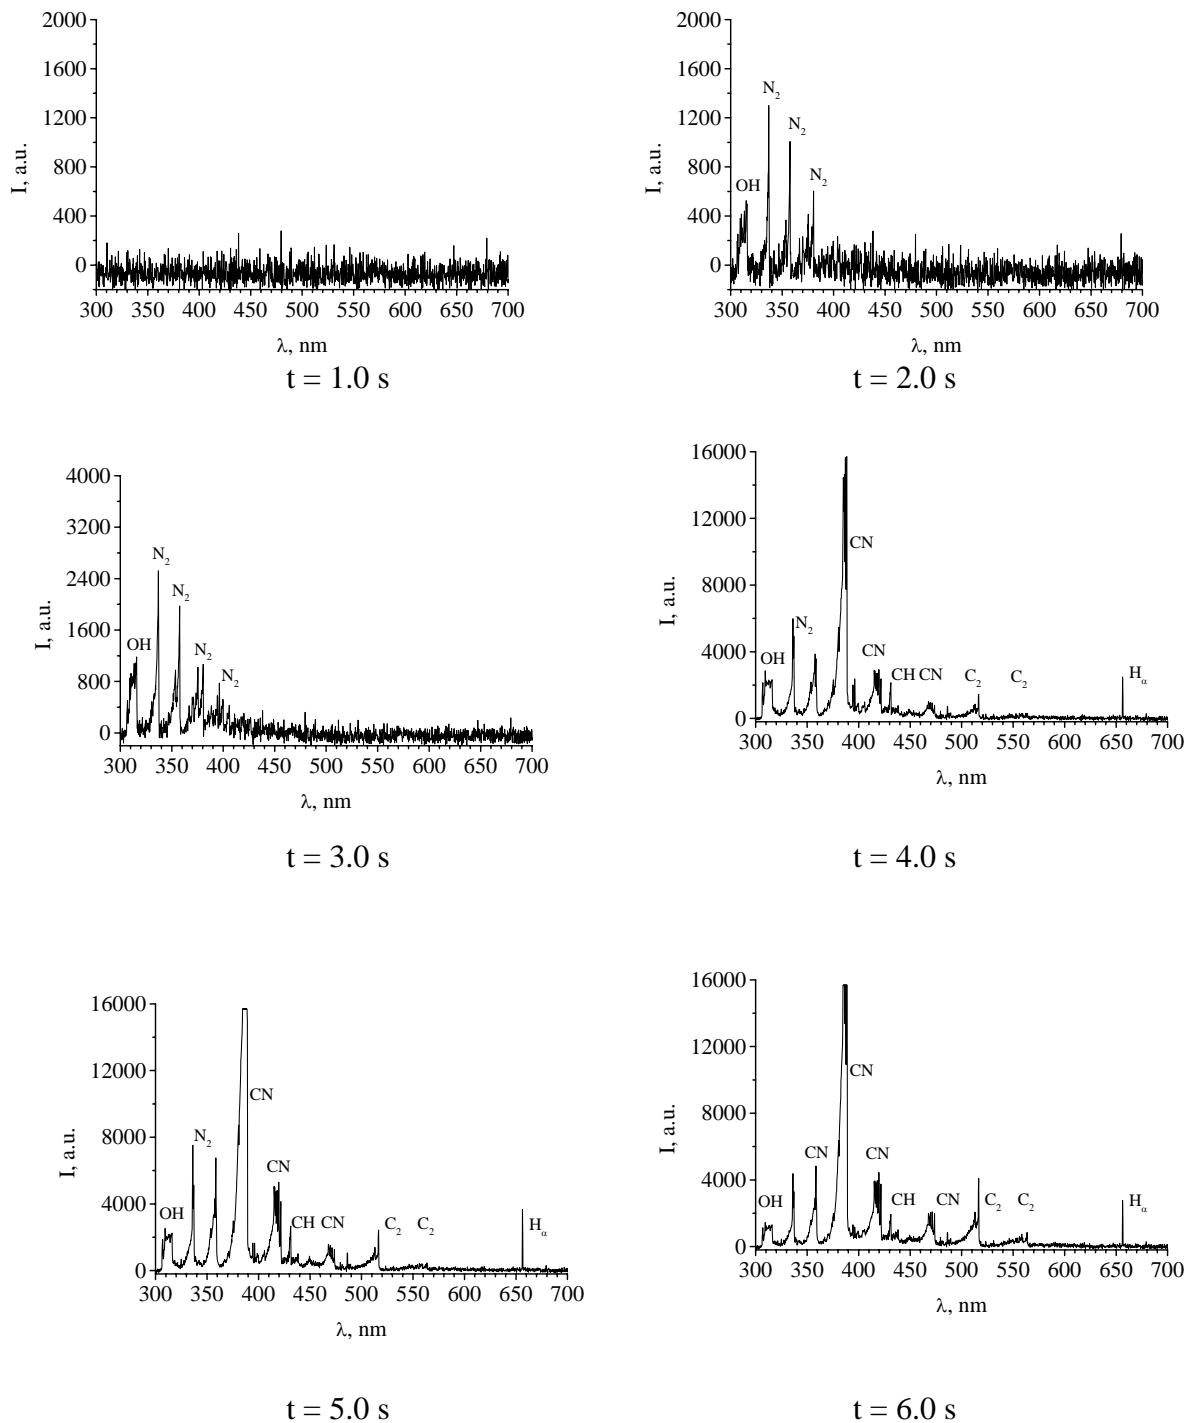 2000
1600
1200
800
400
0
I, a.u.
300 350 400 450 500 550 600 650 700
λ, nm
t = 1.0 s
2000
1600
1200
800
400
0
I, a.u.
OH
N₂
N₂
N₂
300 350 400 450 500 550 600 650 700
λ, nm
t = 2.0 s
4000
3200
2400
1600
800
0
I, a.u.
OH
N₂
N₂
N₂
N₂
300 350 400 450 500 550 600 650 700
λ, nm
t = 3.0 s
16000
12000
8000
4000
0
I, a.u.
OH
N₂
CN
CN
CH CN C₂ C₂ Hα
300 350 400 450 500 550 600 650 700
λ, nm
t = 4.0 s
16000
12000
8000
4000
0
I, a.u.
OH
N₂
CN
CN
CH CN C₂ C₂ Hα
300 350 400 450 500 550 600 650 700
λ, nm
t = 5.0 s
16000
12000
8000
4000
0
I, a.u.
OH
CN
CN
CN
CH CN C₂ C₂ Hα
300 350 400 450 500 550 600 650 700
λ, nm
t = 6.0 s